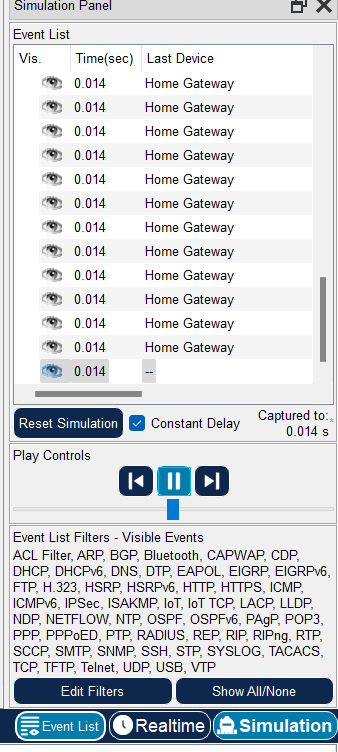 Simulation Panel
Event List
Vis. Time(sec) Last Device
0.014 Home Gateway
0.014 Home Gateway
0.014 Home Gateway
0.014 Home Gateway
0.014 Home Gateway
0.014 Home Gateway
0.014 Home Gateway
0.014 Home Gateway
0.014 Home Gateway
0.014 Home Gateway
0.014 Home Gateway
0.014 Home Gateway
0.014 --
Reset Simulation Constant Delay Captured to:*
0.014 s
Play Controls
Event List Filters - Visible Events
ACL Filter, ARP, BGP, Bluetooth, CAPWAP, CDP,
DHCP, DHCPv6, DNS, DTP, EAPOL, EIGRP, EIGRPv6,
FTP, H.323, HSRP, HSRPv6, HTTP, HTTPS, ICMP,
ICMPv6, IPSec, ISAKMP, IoT, IoT TCP, LACP, LLDP,
NDP, NETFLOW, NTP, OSPF, OSPFv6, PAgP, POP3,
PPP, PPPoED, PTP, RADIUS, REP, RIP, RIPng, RTP,
SCCP, SMTP, SNMP, SSH, STP, SYSLOG, TACACS,
TCP, TFTP, Telnet, UDP, USB, VTP
Edit Filters Show All/None
Event List Realtime Simulation